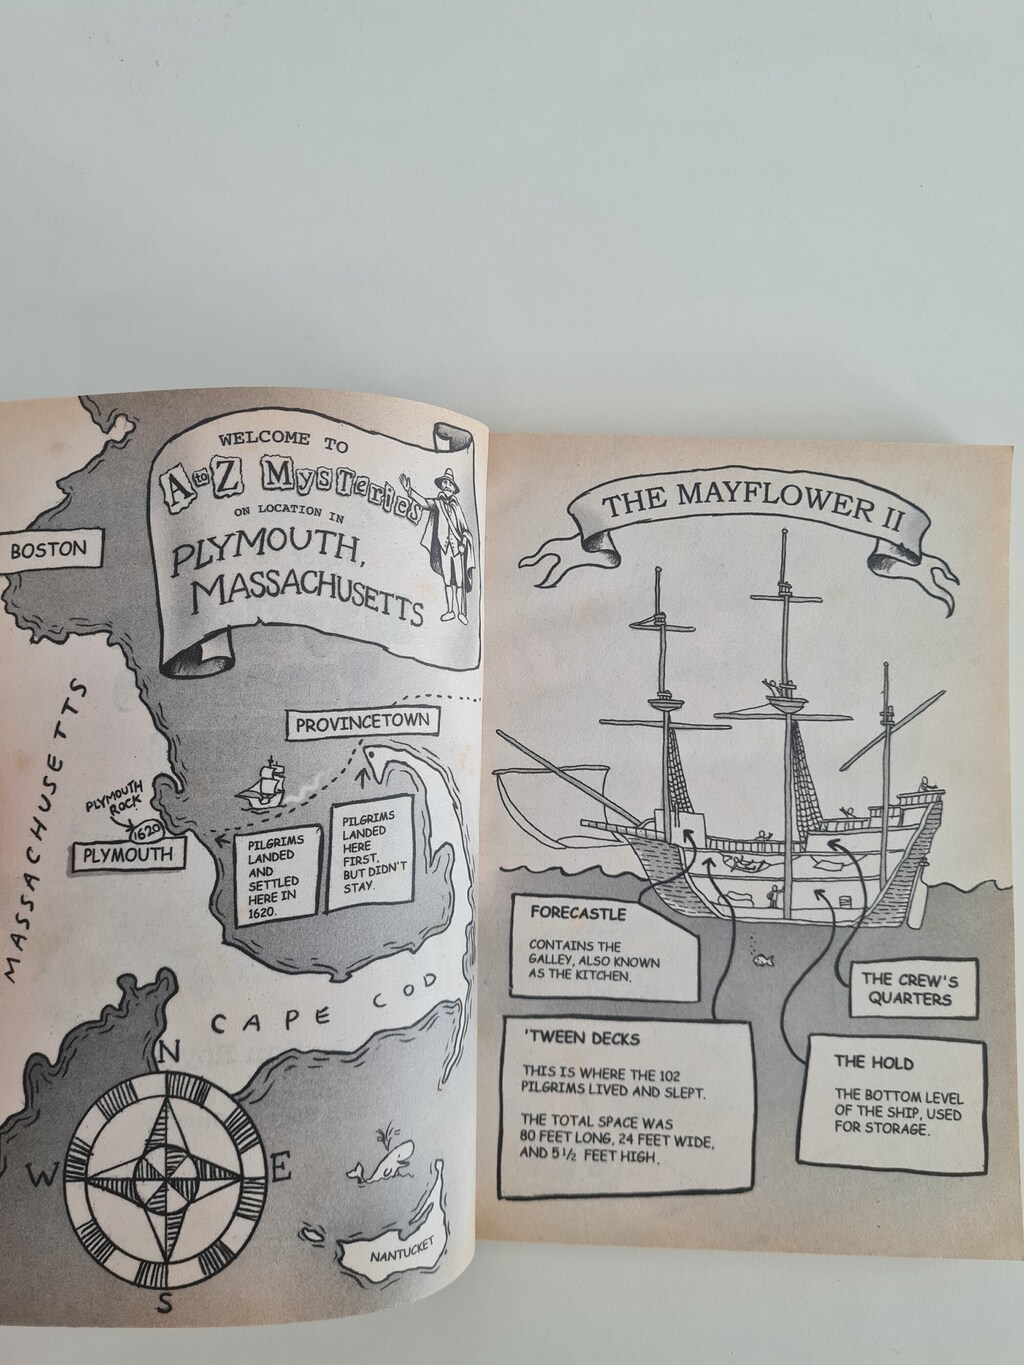 WELCOME TO
A to Z Mysteries
ON LOCATION IN
PLYMOUTH,
MASSACHUSETTS
BOSTON
MASSACHUSETTS
PROVINCETOWN
PLYMOUTH
ROCK
1620
PLYMOUTH
PILGRIMS
LANDED
AND
SETTLED
HERE IN
1620.
PILGRIMS
LANDED
HERE
FIRST,
BUT DIDN'T
STAY.
CAPE COD
N
W
E
S
NANTUCKET
THE MAYFLOWER II
FORECASTLE
CONTAINS THE
GALLEY, ALSO KNOWN
AS THE KITCHEN.
THE CREW'S
QUARTERS
'TWEEN DECKS
THIS IS WHERE THE 102
PILGRIMS LIVED AND SLEPT.
THE TOTAL SPACE WAS
80 FEET LONG, 24 FEET WIDE,
AND 5 1/2 FEET HIGH.
THE HOLD
THE BOTTOM LEVEL
OF THE SHIP, USED
FOR STORAGE.